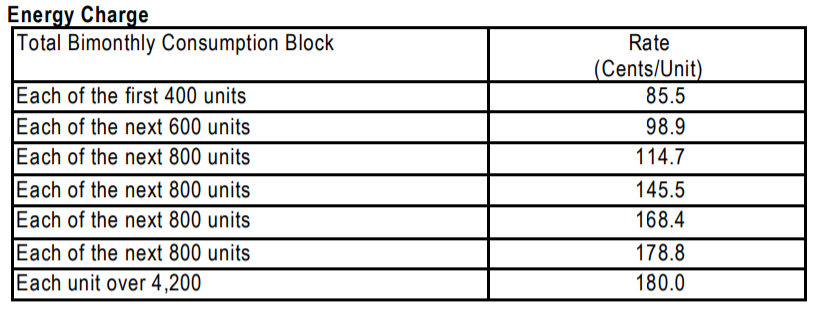 Energy Charge
Total Bimonthly Consumption Block Rate
(Cents/Unit)
Each of the first 400 units 85.5
Each of the next 600 units 98.9
Each of the next 800 units 114.7
Each of the next 800 units 145.5
Each of the next 800 units 168.4
Each of the next 800 units 178.8
Each unit over 4,200 180.0